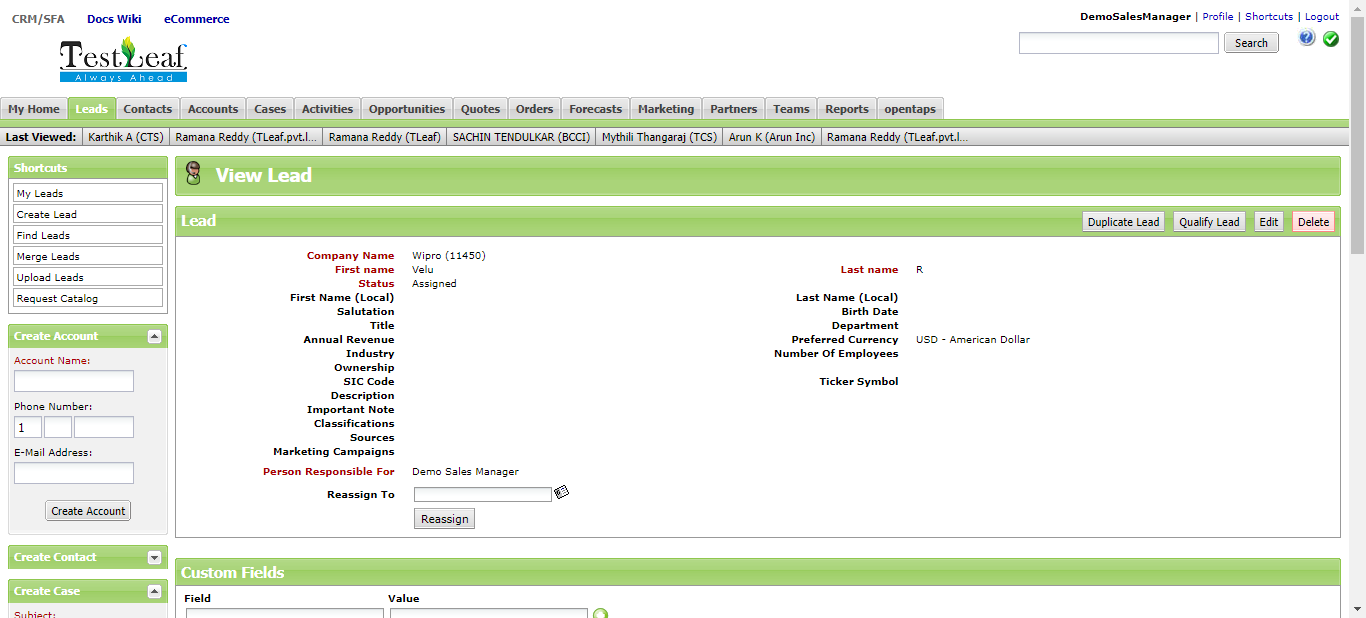 CRM/SFA Docs Wiki eCommerce
DemoSalesManager | Profile | Shortcuts | Logout
TestLeaf
Always Ahead
Search
My Home Leads Contacts Accounts Cases Activities Opportunities Quotes Orders Forecasts Marketing Partners Teams Reports opentaps
Last Viewed: Karthik A (CTS) Ramana Reddy (TLeaf.pvt.l... Ramana Reddy (TLeaf) SACHIN TENDULKAR (BCCI) Mythili Thangaraj (TCS) Arun K (Arun Inc) Ramana Reddy (TLeaf.pvt.l...
Shortcuts
My Leads
Create Lead
Find Leads
Merge Leads
Upload Leads
Request Catalog
Create Account
Account Name:
Phone Number:
1
E-Mail Address:
Create Account
Create Contact
Create Case
Subject:
View Lead
Lead
Duplicate Lead Qualify Lead Edit Delete
Company Name Wipro (11450)
First name Velu Last name R
Status Assigned
First Name (Local) Last Name (Local)
Salutation Birth Date
Title Department
Annual Revenue Preferred Currency USD - American Dollar
Industry Number Of Employees
Ownership
SIC Code Ticker Symbol
Description
Important Note
Classifications
Sources
Marketing Campaigns
Person Responsible For Demo Sales Manager
Reassign To
Reassign
Custom Fields
Field Value